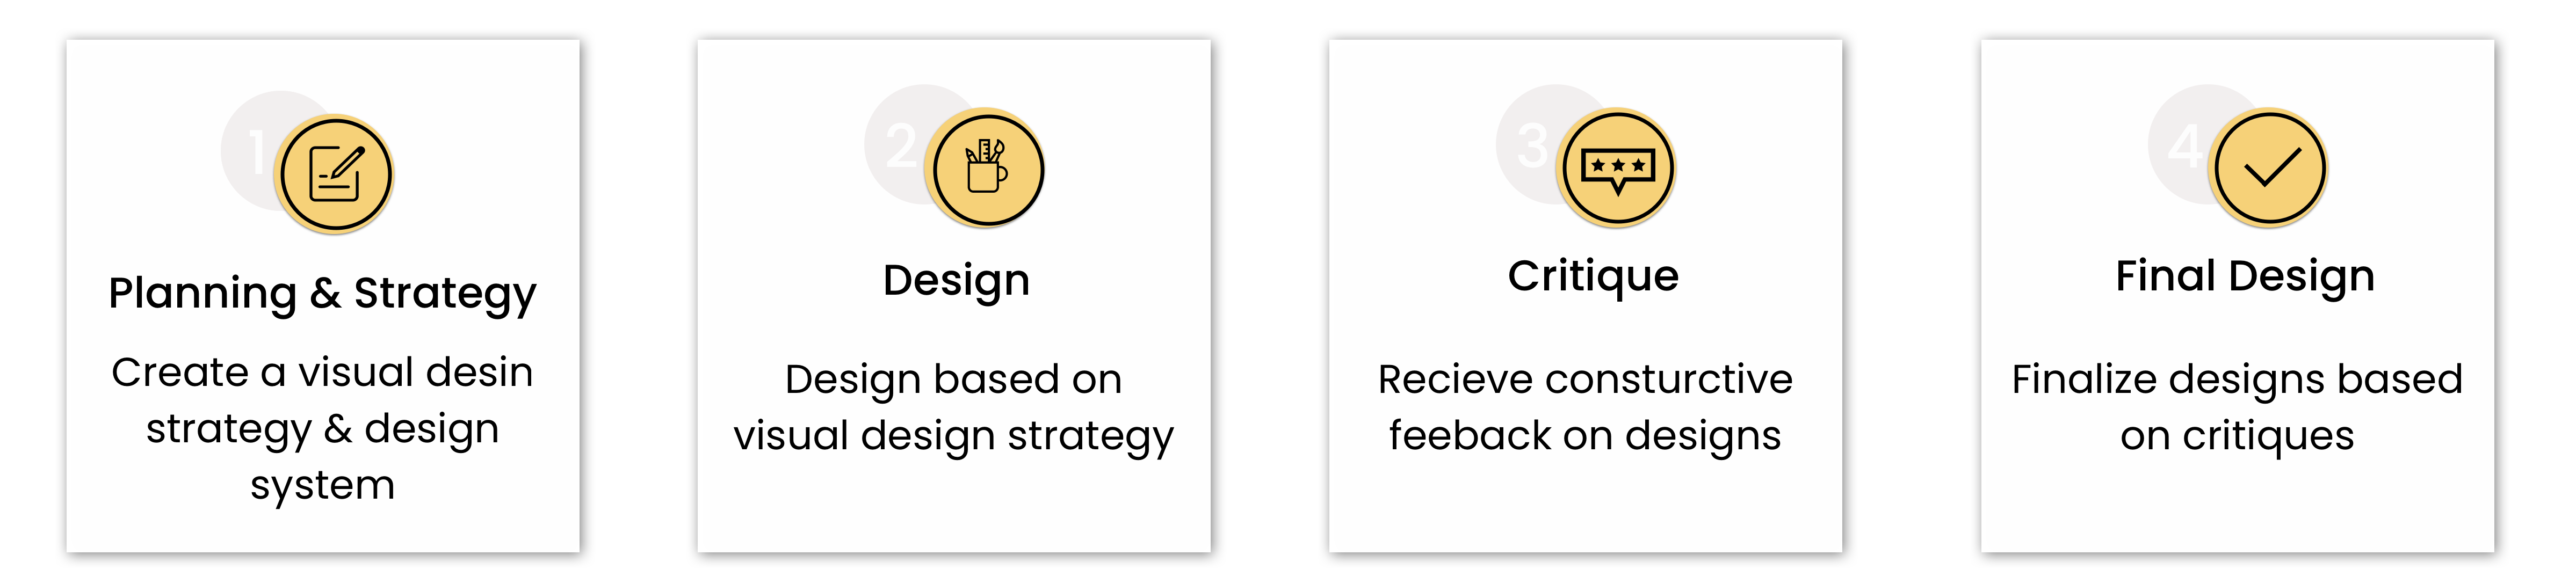 1
Planning & Strategy
Create a visual desin
strategy & design
system
2
Design
Design based on
visual design strategy
3
Critique
Recieve consturctive
feeback on designs
4
Final Design
Finalize designs based
on critiques